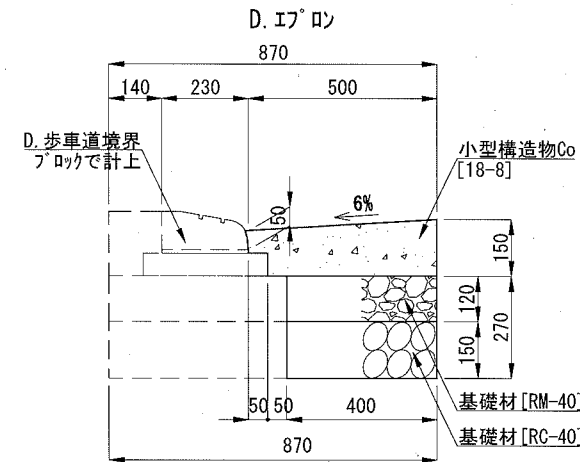 D. エプロン
870
140
230
500
D. 歩車道境界
ブロックで計上
小型構造物Co
[18-8]
50
6%
150
120
270
150
50
50
400
基礎材[RM-40]
基礎材[RC-40]
870